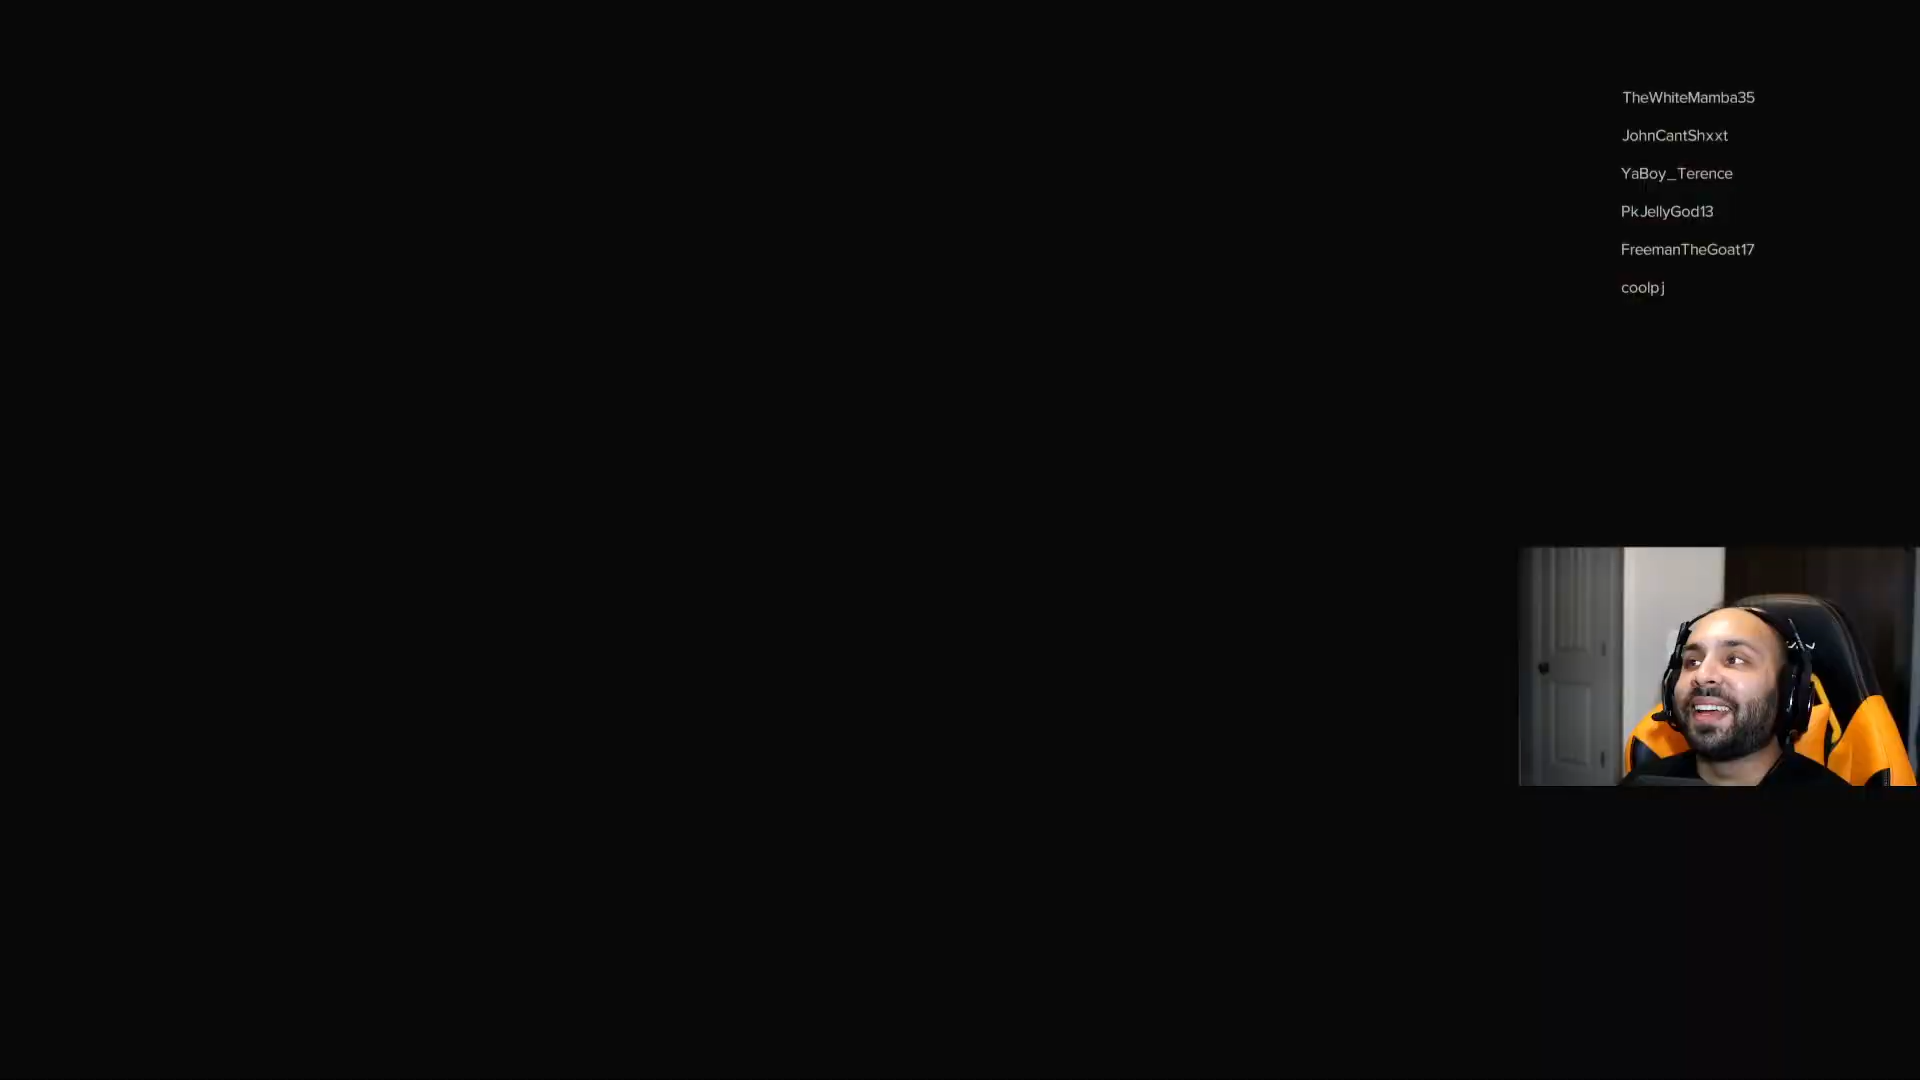 TheWhiteMamba35
JohnCantShxxt
YaBoy_Terence
PkJellyGod13
FreemanTheGoat17
coolpj